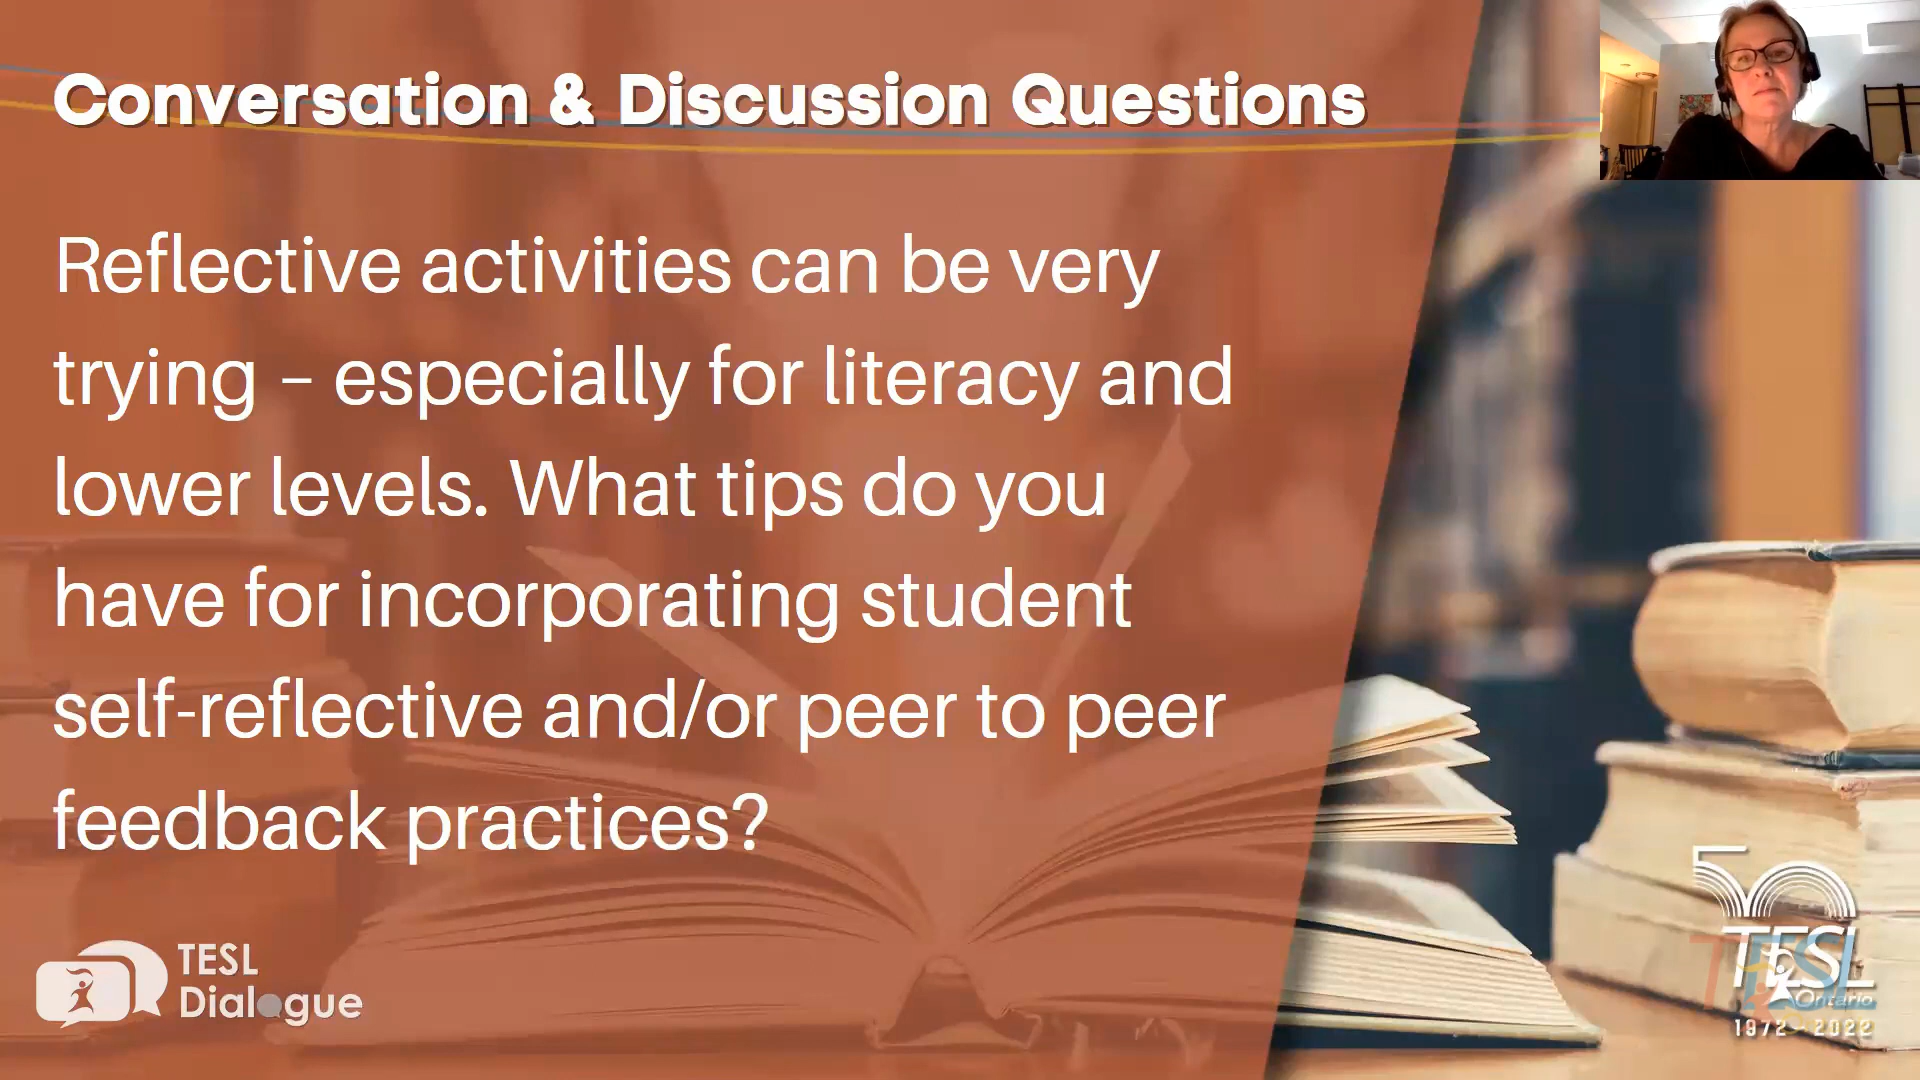 Conversation & Discussion Questions
Reflective activities can be very
trying – especially for literacy and
lower levels. What tips do you
have for incorporating student
self-reflective and/or peer to peer
feedback practices?
TESL
Dialogue
50
TESL
Ontario
1972 - 2022